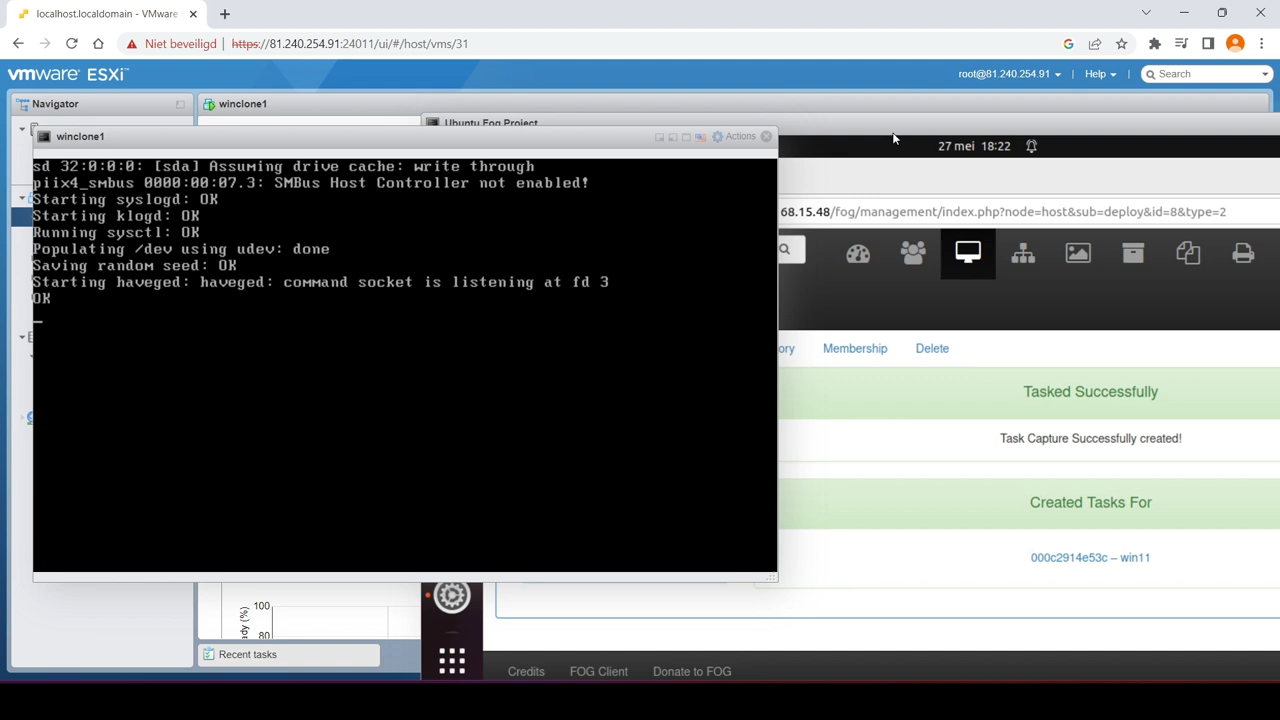 localhost.localdomain - VMware
Niet beveiligd
https://81.240.254.91:24011/ui/#/host/vms/31
vmware ESXi™
root@81.240.254.91
Help
Search
Navigator
winclone1
Ubuntu Fog Project
winclone1
Actions
sd 32:0:0:0: [sda] Assuming drive cache: write through
piix4_smbus 0000:00:07.3: SMBus Host Controller not enabled!
Starting syslogd: OK
Starting klogd: OK
Running sysctl: OK
Populating /dev using udev: done
Saving random seed: OK
Starting haveged: haveged: command socket is listening at fd 3
OK
27 mei 18:22
68.15.48/fog/management/index.php?node=host&sub=deploy&id=8&type=2
ory
Membership
Delete
Tasked Successfully
Task Capture Successfully created!
Created Tasks For
000c2914e53c – win11
100
80
ady (%)
Recent tasks
Credits
FOG Client
Donate to FOG